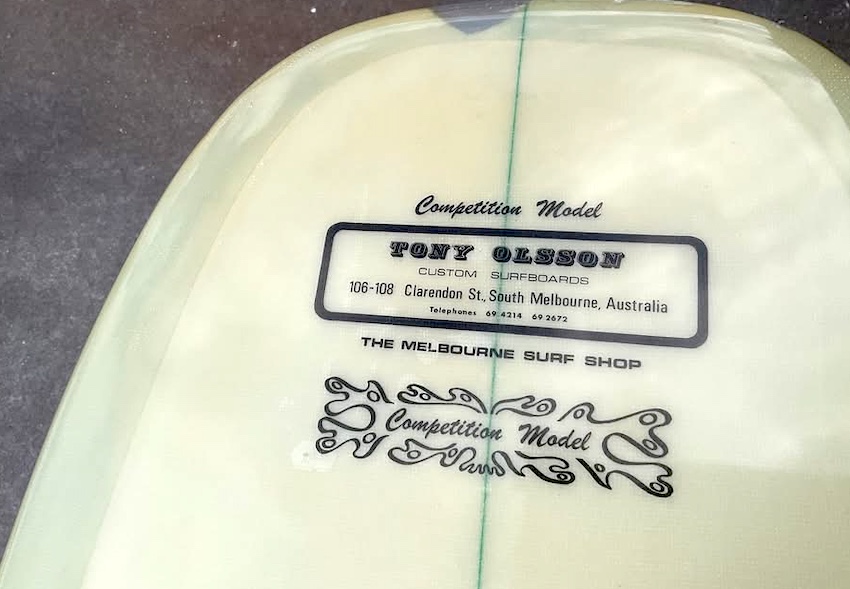 Competition Model
TONY OLSSON
CUSTOM SURFBOARDS
106-108 Clarendon St., South Melbourne, Australia
Telephones 69 4214 69 2672
THE MELBOURNE SURF SHOP
Competition Model